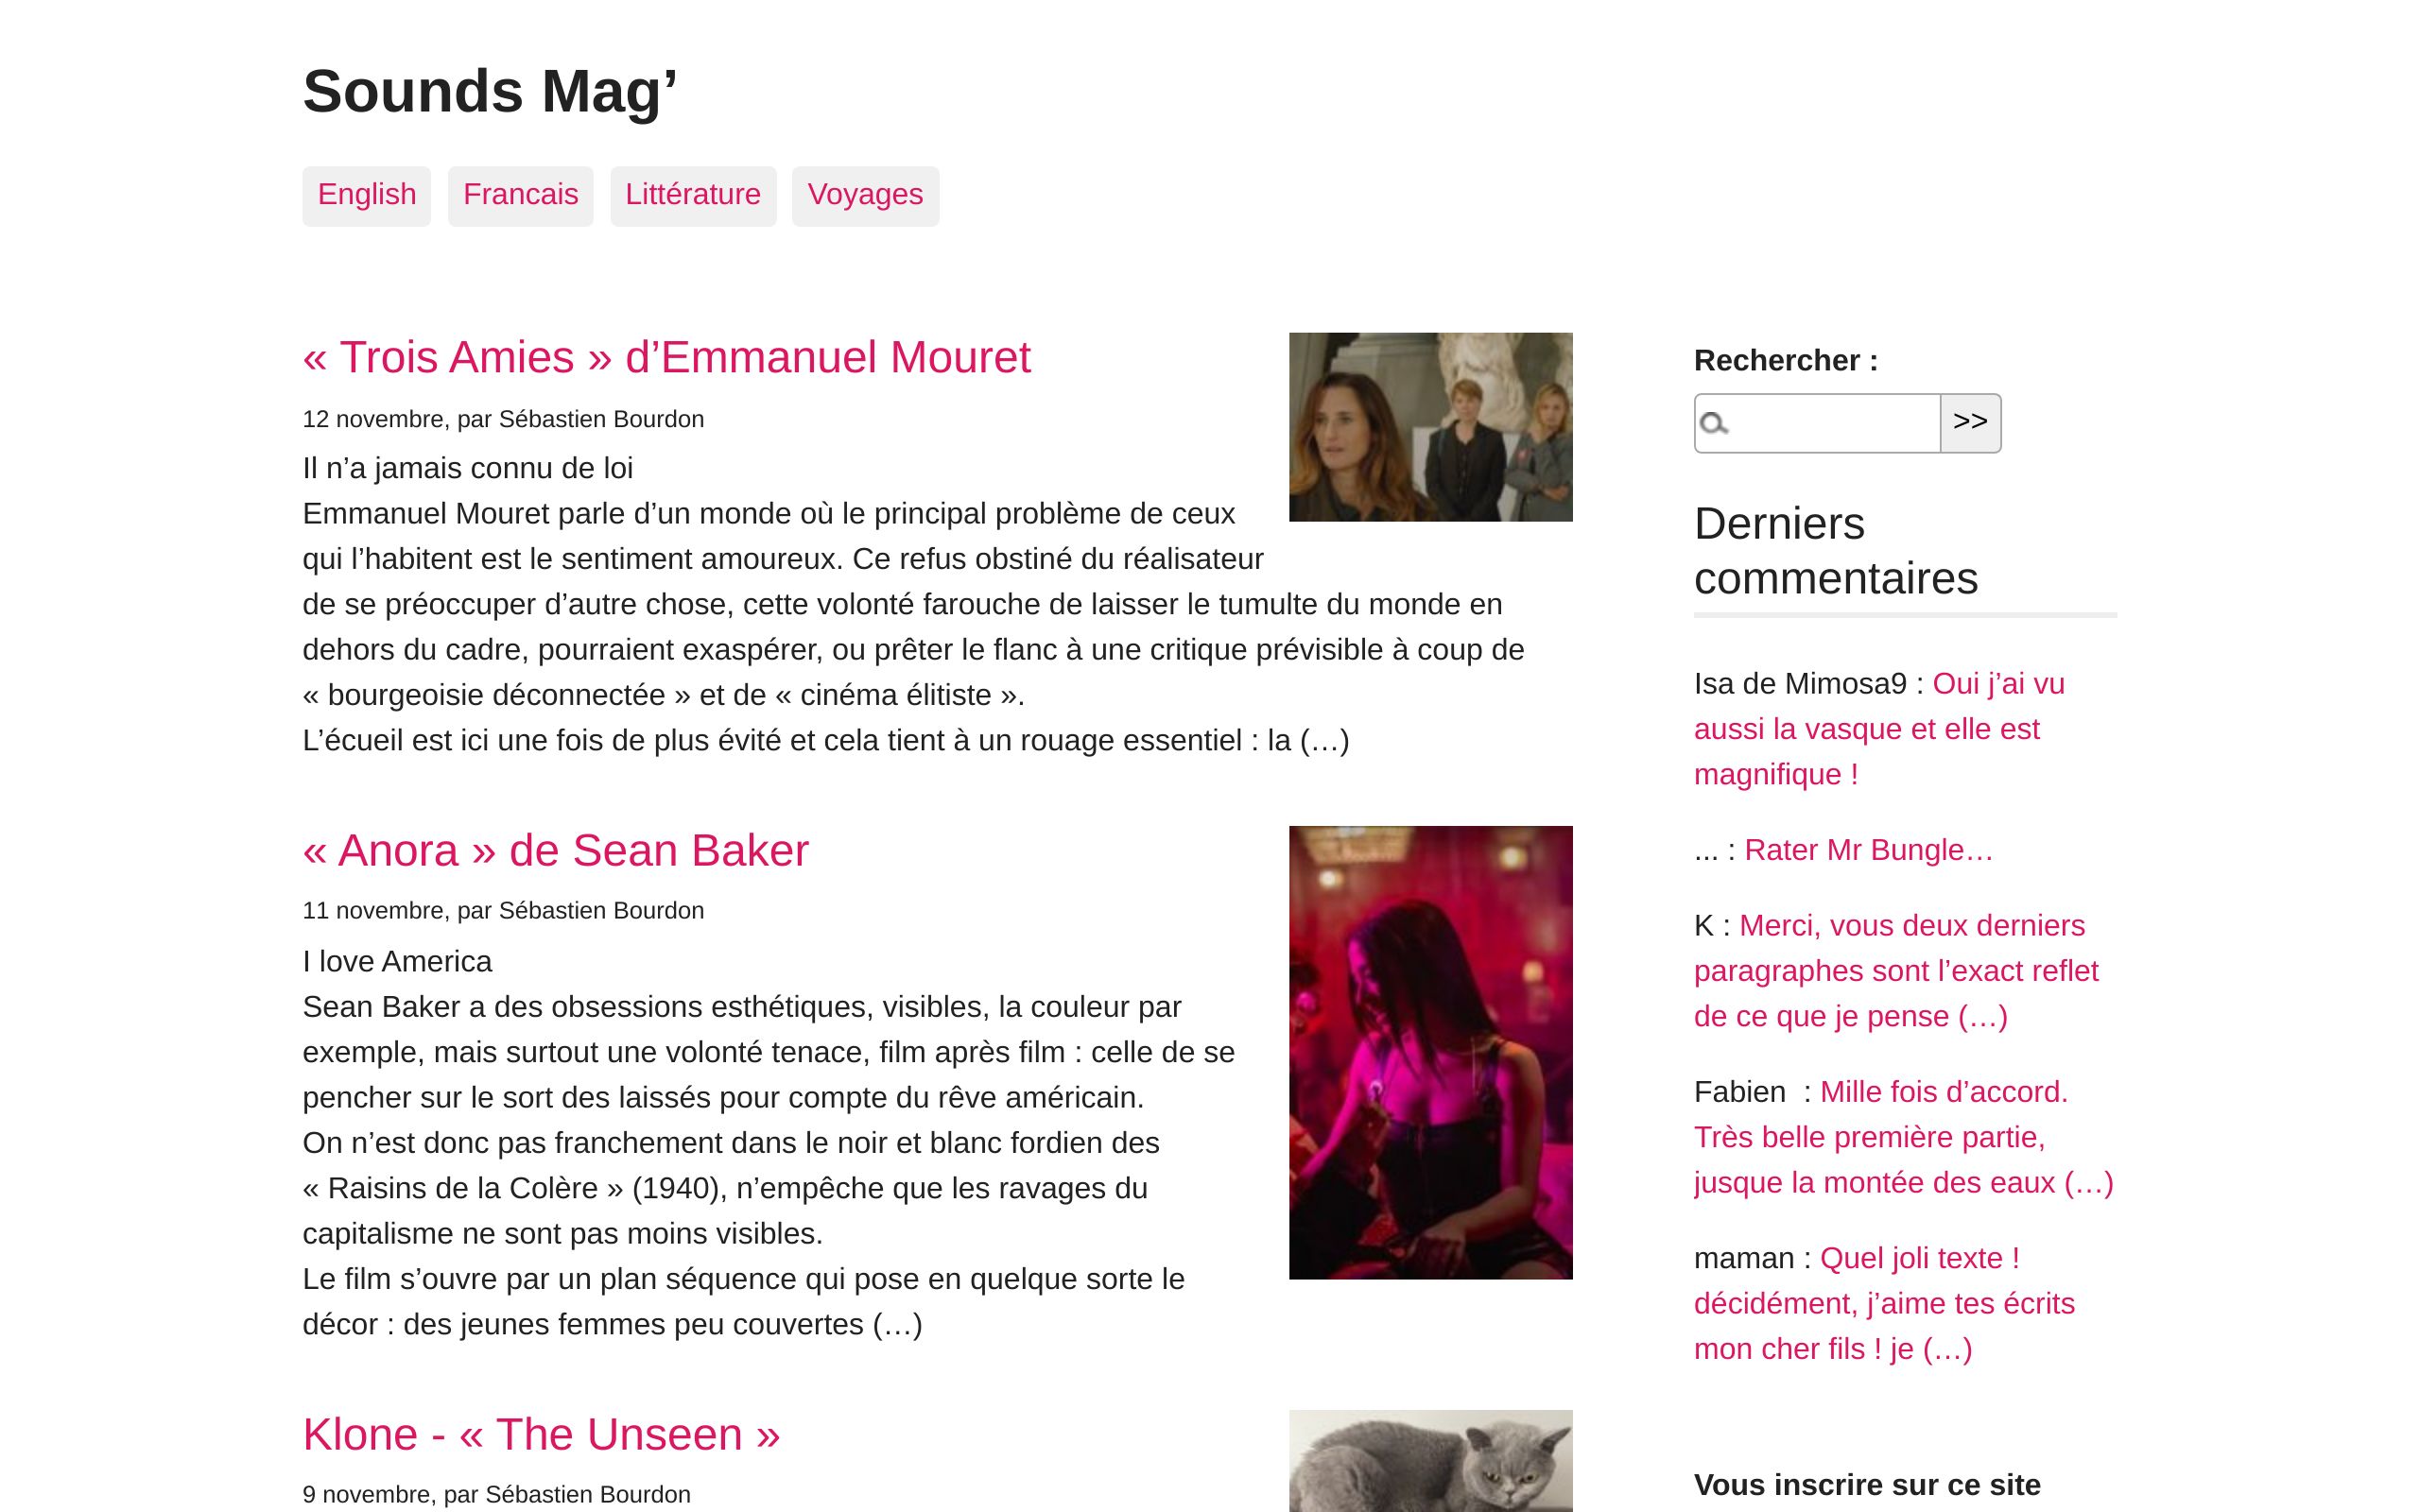 Sounds Mag’
English
Francais
Littérature
Voyages
« Trois Amies » d’Emmanuel Mouret
12 novembre, par Sébastien Bourdon
Il n’a jamais connu de loi
Emmanuel Mouret parle d’un monde où le principal problème de ceux
qui l’habitent est le sentiment amoureux. Ce refus obstiné du réalisateur
de se préoccuper d’autre chose, cette volonté farouche de laisser le tumulte du monde en
dehors du cadre, pourraient exaspérer, ou prêter le flanc à une critique prévisible à coup de
« bourgeoisie déconnectée » et de « cinéma élitiste ».
L’écueil est ici une fois de plus évité et cela tient à un rouage essentiel : la (…)
« Anora » de Sean Baker
11 novembre, par Sébastien Bourdon
I love America
Sean Baker a des obsessions esthétiques, visibles, la couleur par
exemple, mais surtout une volonté tenace, film après film : celle de se
pencher sur le sort des laissés pour compte du rêve américain.
On n’est donc pas franchement dans le noir et blanc fordien des
« Raisins de la Colère » (1940), n’empêche que les ravages du
capitalisme ne sont pas moins visibles.
Le film s’ouvre par un plan séquence qui pose en quelque sorte le
décor : des jeunes femmes peu couvertes (…)
Klone - « The Unseen »
9 novembre, par Sébastien Bourdon
Rechercher :
>>
Derniers
commentaires
Isa de Mimosa9 : Oui j’ai vu
aussi la vasque et elle est
magnifique !
... : Rater Mr Bungle…
K : Merci, vous deux derniers
paragraphes sont l’exact reflet
de ce que je pense (…)
Fabien  : Mille fois d’accord.
Très belle première partie,
jusque la montée des eaux (…)
maman : Quel joli texte !
décidément, j’aime tes écrits
mon cher fils ! je (…)
Vous inscrire sur ce site